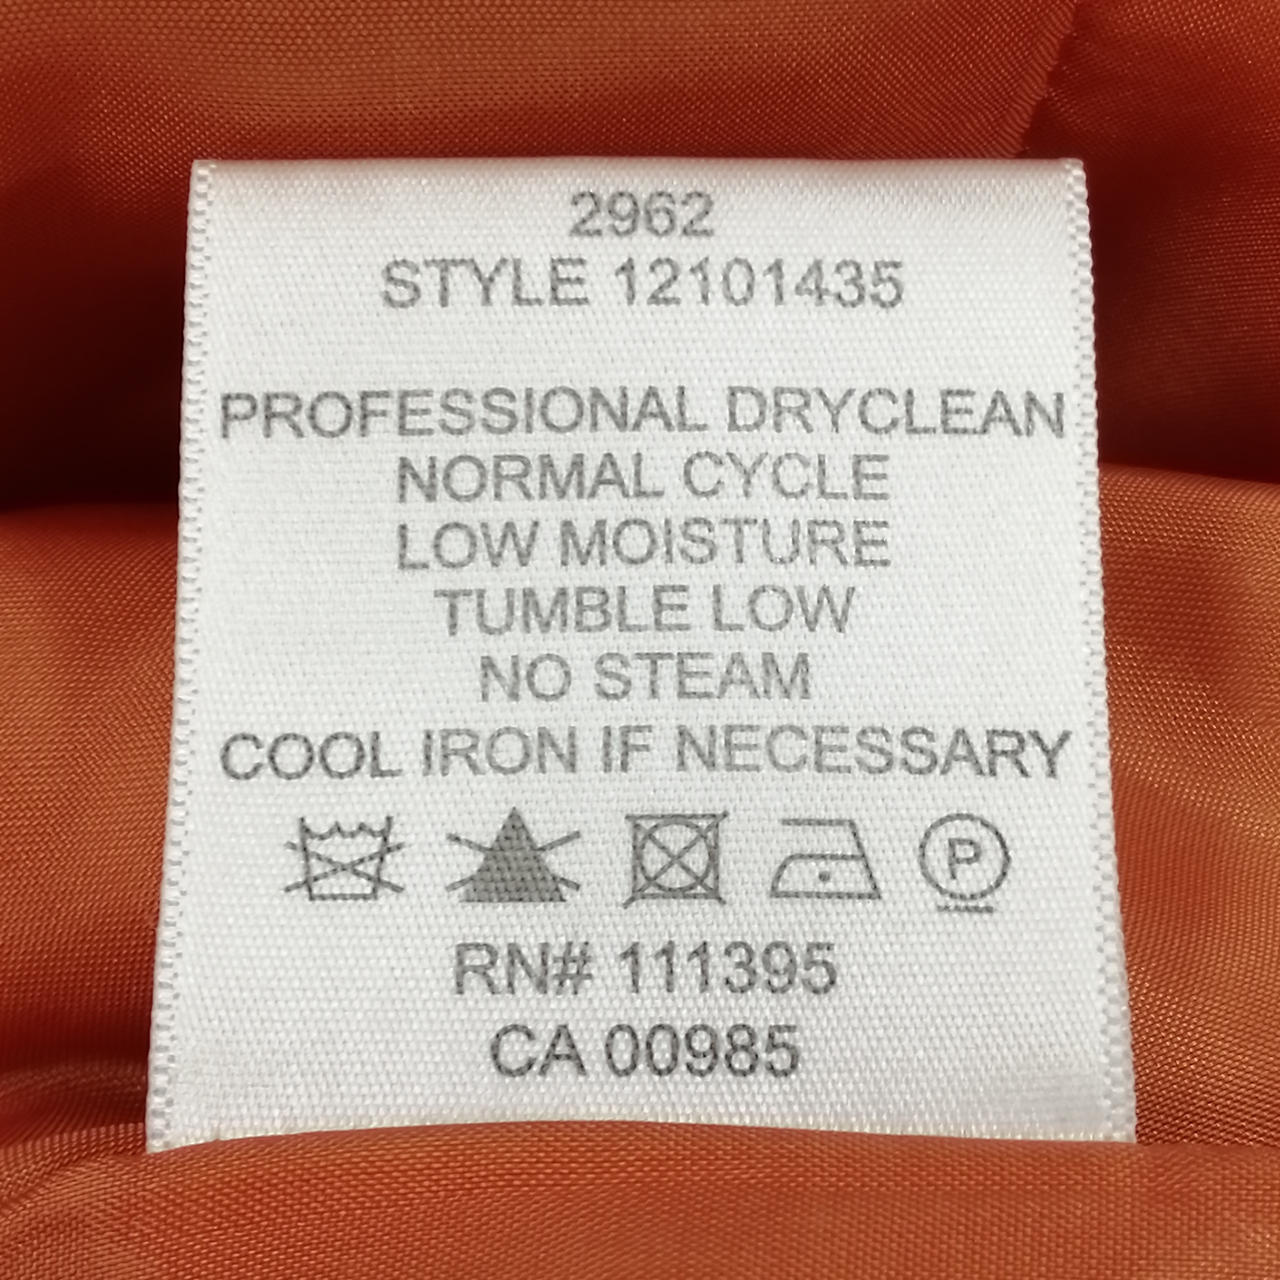 2962
STYLE 12101435
PROFESSIONAL DRYCLEAN
NORMAL CYCLE
LOW MOISTURE
TUMBLE LOW
NO STEAM
COOL IRON IF NECESSARY
P
RN# 111395
CA 00985